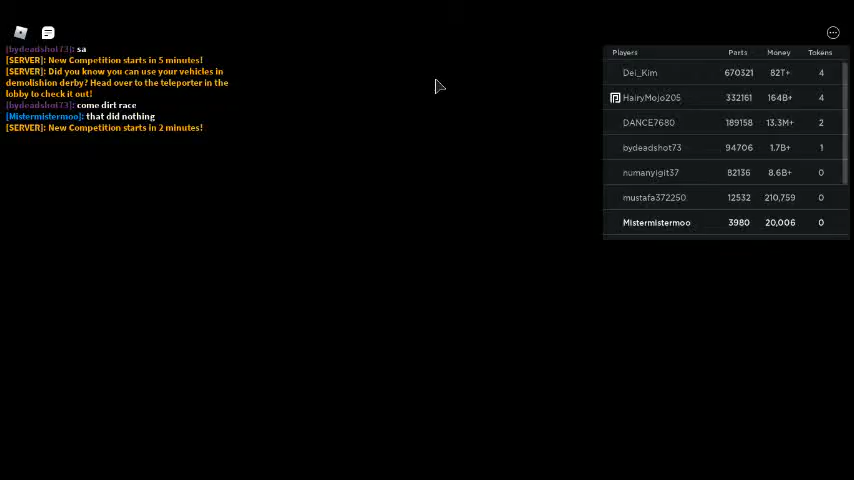 [bydeadshot73]: sa
[SERVER]: New Competition starts in 5 minutes!
[SERVER]: Did you know you can use your vehicles in
demolishion derby? Head over to the teleporter in the
lobby to check it out!
[bydeadshot73]: come dirt race
[Mistermistermoo]: that did nothing
[SERVER]: New Competition starts in 2 minutes!
Players Parts Money Tokens
Dei_Kim 670321 82T+ 4
HairyMojo205 332161 164B+ 4
DANCE7680 189158 13.3M+ 2
bydeadshot73 94706 1.7B+ 1
numanyigit37 82136 8.6B+ 0
mustafa372250 12532 210,759 0
Mistermistermoo 3980 20,006 0